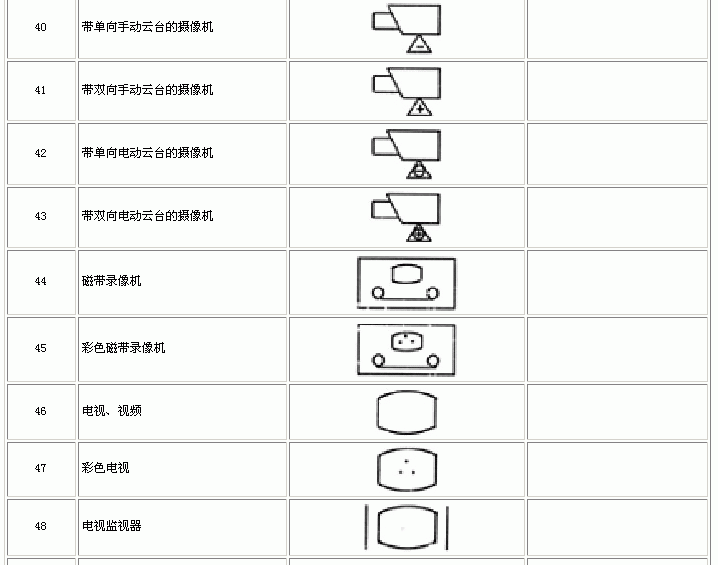 40 带单向手动云台的摄像机
41 带双向手动云台的摄像机
42 带单向电动云台的摄像机
43 带双向电动云台的摄像机
44 磁带录像机
45 彩色磁带录像机
46 电视、视频
47 彩色电视
48 电视监视器